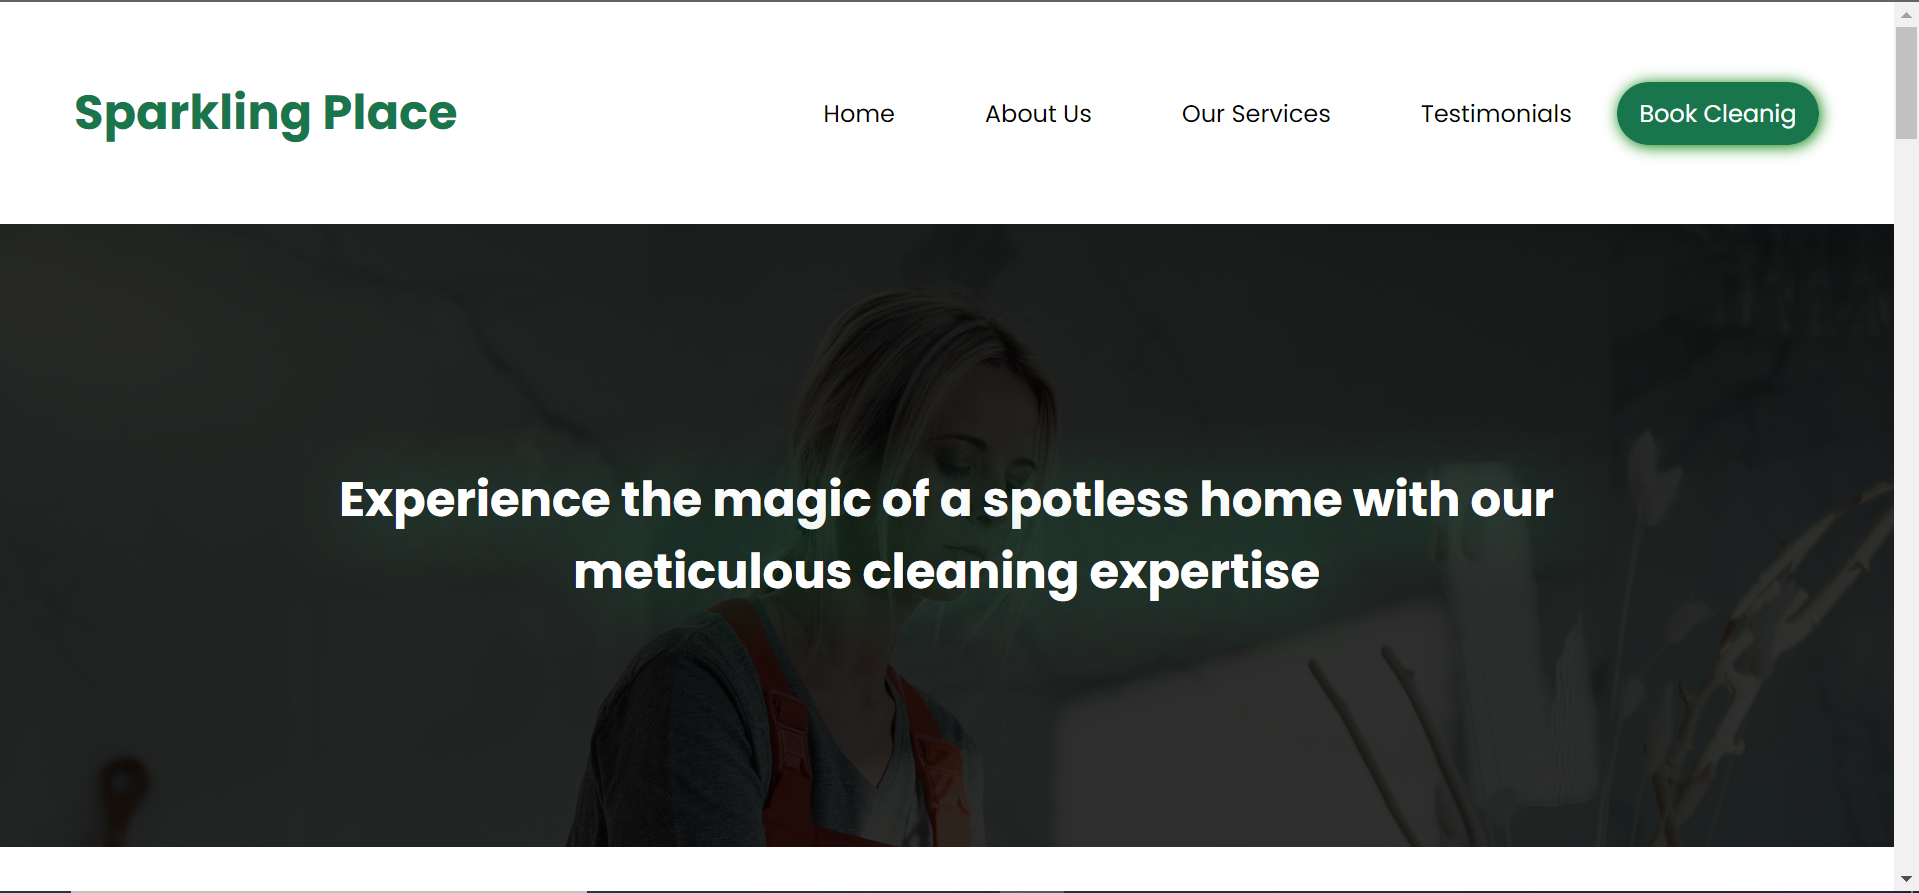 Sparkling Place
Home
About Us
Our Services
Testimonials
Book Cleanig
Experience the magic of a spotless home with our
meticulous cleaning expertise